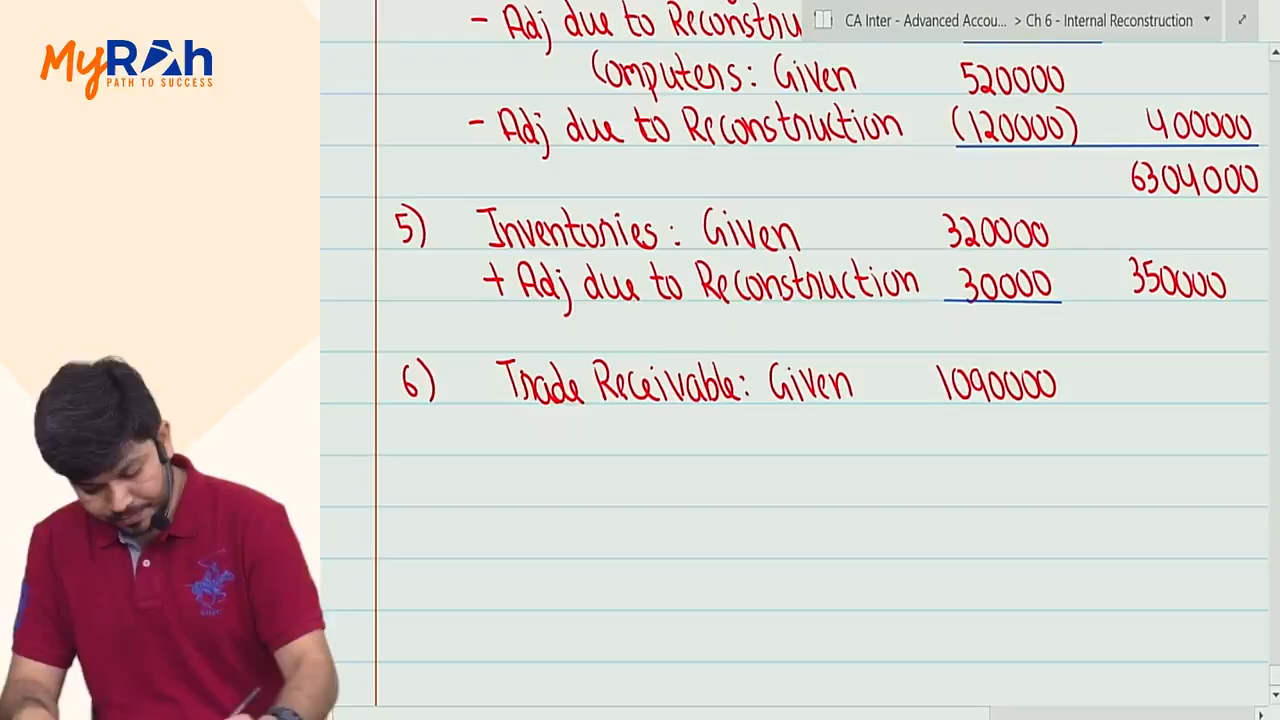 MyRAh
PATH TO SUCCESS
CA Inter - Advanced Accou... > Ch 6 - Internal Reconstruction
- Adj due to
Computers: Given 520000
- Adj due to Reconstruction (120000) 400000
6304000
5) Inventories: Given 320000
+ Adj due to Reconstruction 30000 350000
6) Trade Receivable: Given 1090000